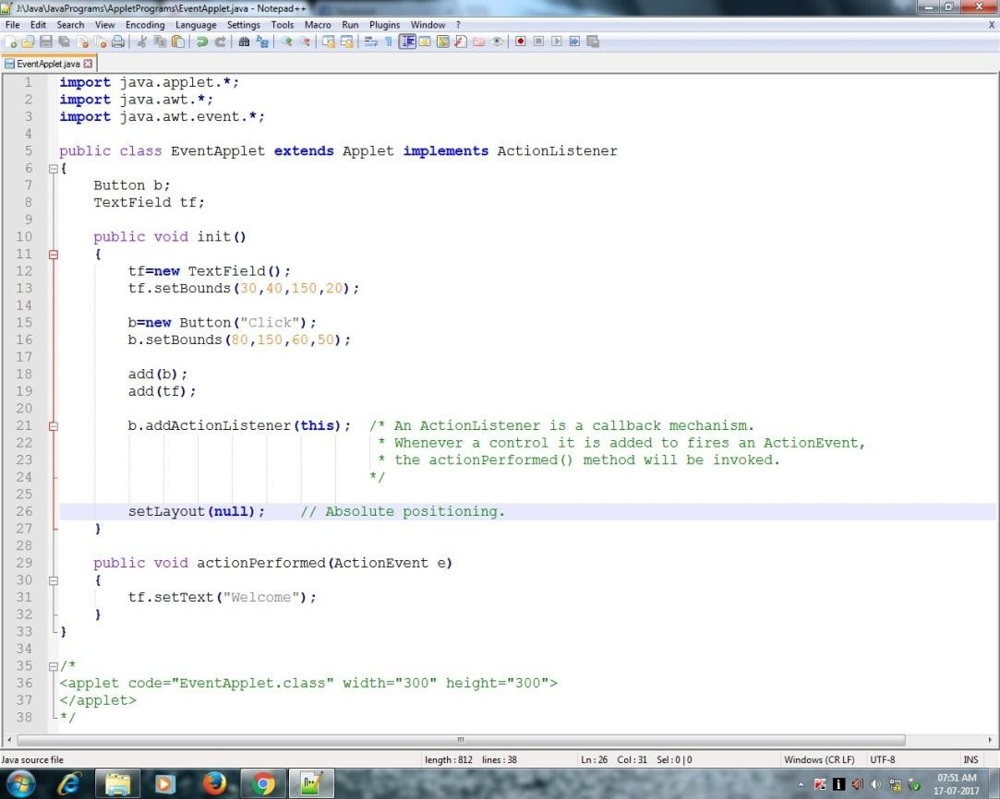 J:\Java\JavaPrograms\AppletPrograms\EventApplet.java - Notepad++
File Edit Search View Encoding Language Settings Tools Macro Run Plugins Window ? X
EventApplet.java
1 import java.applet.*;
2 import java.awt.*;
3 import java.awt.event.*;
4
5 public class EventApplet extends Applet implements ActionListener
6 {
7 Button b;
8 TextField tf;
9
10 public void init()
11 {
12 tf=new TextField();
13 tf.setBounds(30,40,150,20);
14
15 b=new Button("Click");
16 b.setBounds(80,150,60,50);
17
18 add(b);
19 add(tf);
20
21 b.addActionListener(this); /* An ActionListener is a callback mechanism.
22 * Whenever a control it is added to fires an ActionEvent,
23 * the actionPerformed() method will be invoked.
24 */
25
26 setLayout(null); // Absolute positioning.
27 }
28
29 public void actionPerformed(ActionEvent e)
30 {
31 tf.setText("Welcome");
32 }
33 }
34
35 /*
36 <applet code="EventApplet.class" width="300" height="300">
37 </applet>
38 */
Java source file length : 812 lines : 38 Ln : 26 Col : 31 Sel : 0 | 0 Windows (CR LF) UTF-8 INS
07:51 AM
17-07-2017